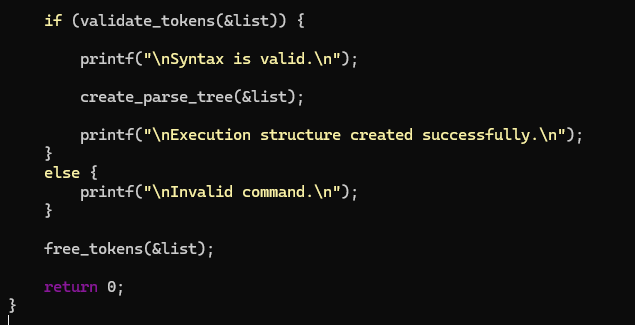 if (validate_tokens(&list)) {
printf("\nSyntax is valid.\n");
create_parse_tree(&list);
printf("\nExecution structure created successfully.\n");
}
else {
printf("\nInvalid command.\n");
}
free_tokens(&list);
return 0;
}